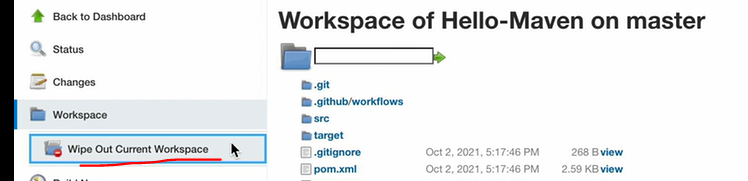 Back to Dashboard
Status
Changes
Workspace
Wipe Out Current Workspace
Workspace of Hello-Maven on master
.git
.github/workflows
src
target
.gitignore Oct 2, 2021, 5:17:46 PM 268 B view
pom.xml Oct 2, 2021, 5:17:46 PM 2.59 KB view